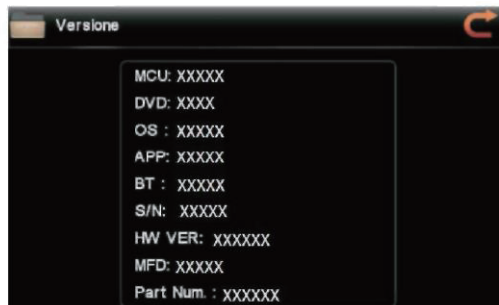 Versione
MCU: XXXXX
DVD: XXXX
OS : XXXXX
APP: XXXXX
BT : XXXXX
S/N: XXXXX
HW VER: XXXXXX
MFD: XXXXX
Part Num. : XXXXXX